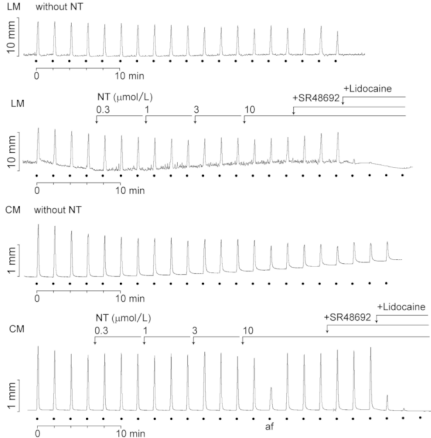 LM without NT
10 mm
0 10 min
+Lidocaine
NT (μmol/L) +SR48692
LM 0.3 1 3 10
10 mm
0 10 min
CM without NT
1 mm
0 10 min
+Lidocaine
NT (μmol/L) +SR48692
CM 0.3 1 3 10
1 mm
af
0 10 min